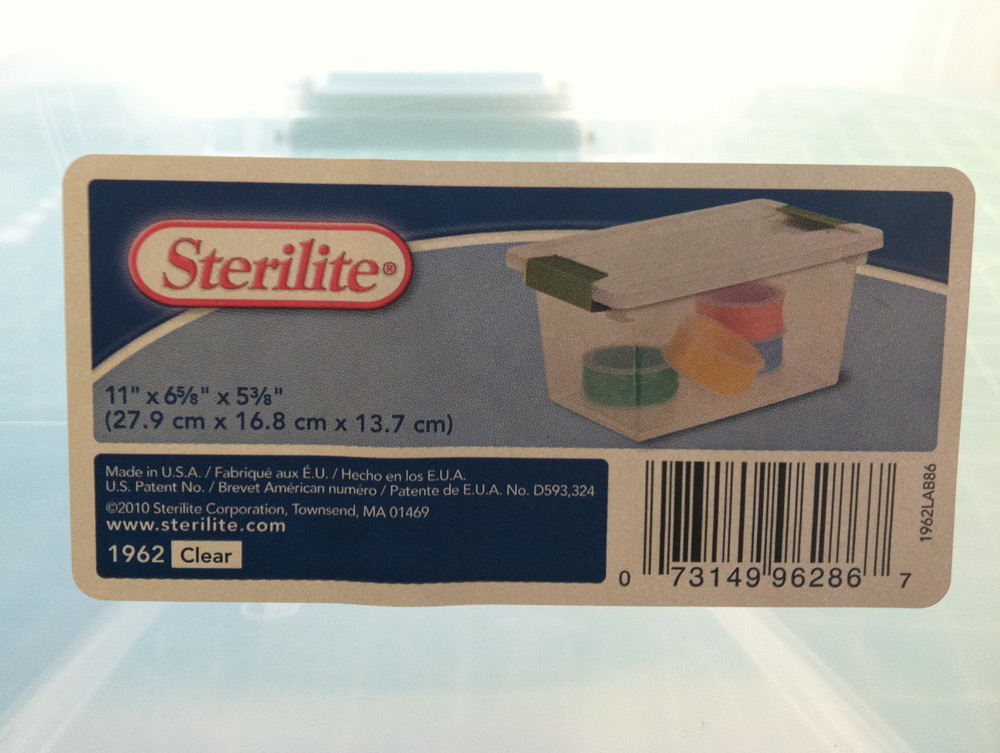 Sterilite®
11" x 6⅝" x 5⅜"
(27.9 cm x 16.8 cm x 13.7 cm)
Made in U.S.A. / Fabriqué aux É.U. / Hecho en los E.U.A.
U.S. Patent No. / Brevet Américan numéro / Patente de E.U.A. No. D593,324
©2010 Sterilite Corporation, Townsend, MA 01469
www.sterilite.com
1962 Clear
0 73149 96286 7
1962LAB86